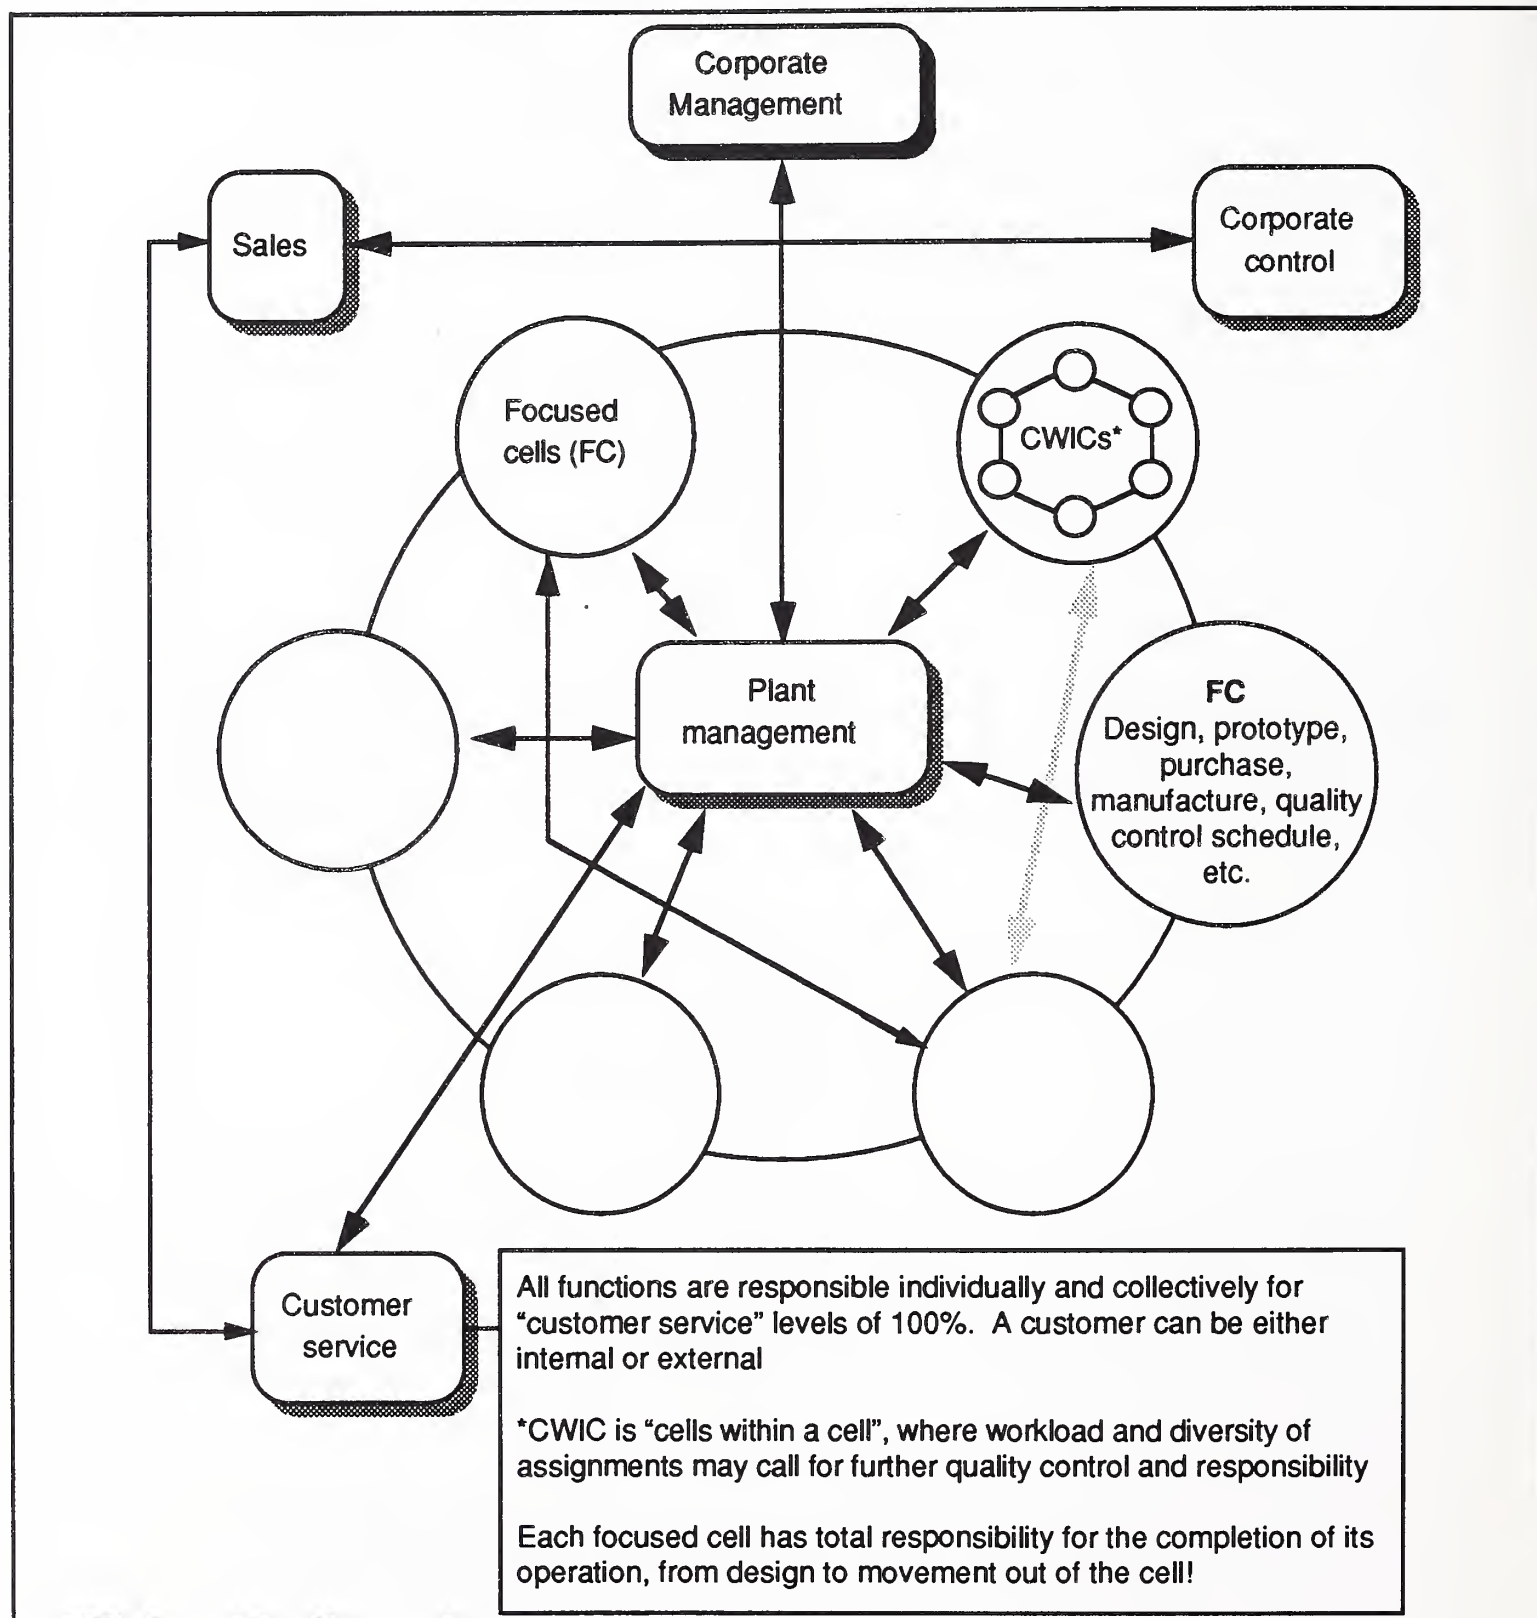 Corporate
Management
Sales
Corporate
control
Focused
cells (FC)
CWICs*
Plant
management
FC
Design, prototype,
purchase,
manufacture, quality
control schedule,
etc.
Customer
service
All functions are responsible individually and collectively for
“customer service” levels of 100%.  A customer can be either
internal or external
*CWIC is “cells within a cell”, where workload and diversity of
assignments may call for further quality control and responsibility
Each focused cell has total responsibility for the completion of its
operation, from design to movement out of the cell!